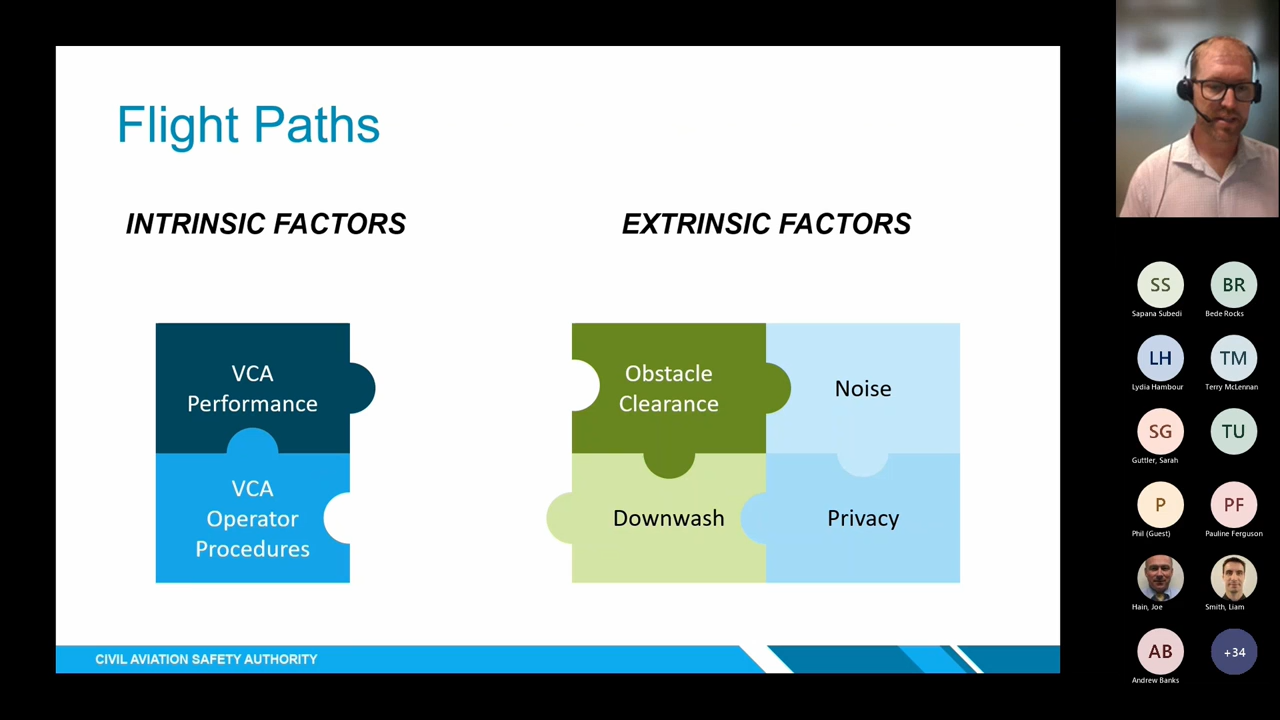 Flight Paths
INTRINSIC FACTORS
EXTRINSIC FACTORS
VCA
Performance
VCA
Operator
Procedures
Obstacle
Clearance
Noise
Downwash
Privacy
CIVIL AVIATION SAFETY AUTHORITY
SS
BR
Sapana Subedi
Bede Rocks
LH
TM
Lydia Hambour
Terry McLennan
SG
TU
Guttler, Sarah
P
PF
Phil (Guest)
Pauline Ferguson
Hain, Joe
Smith, Liam
AB
+34
Andrew Banks